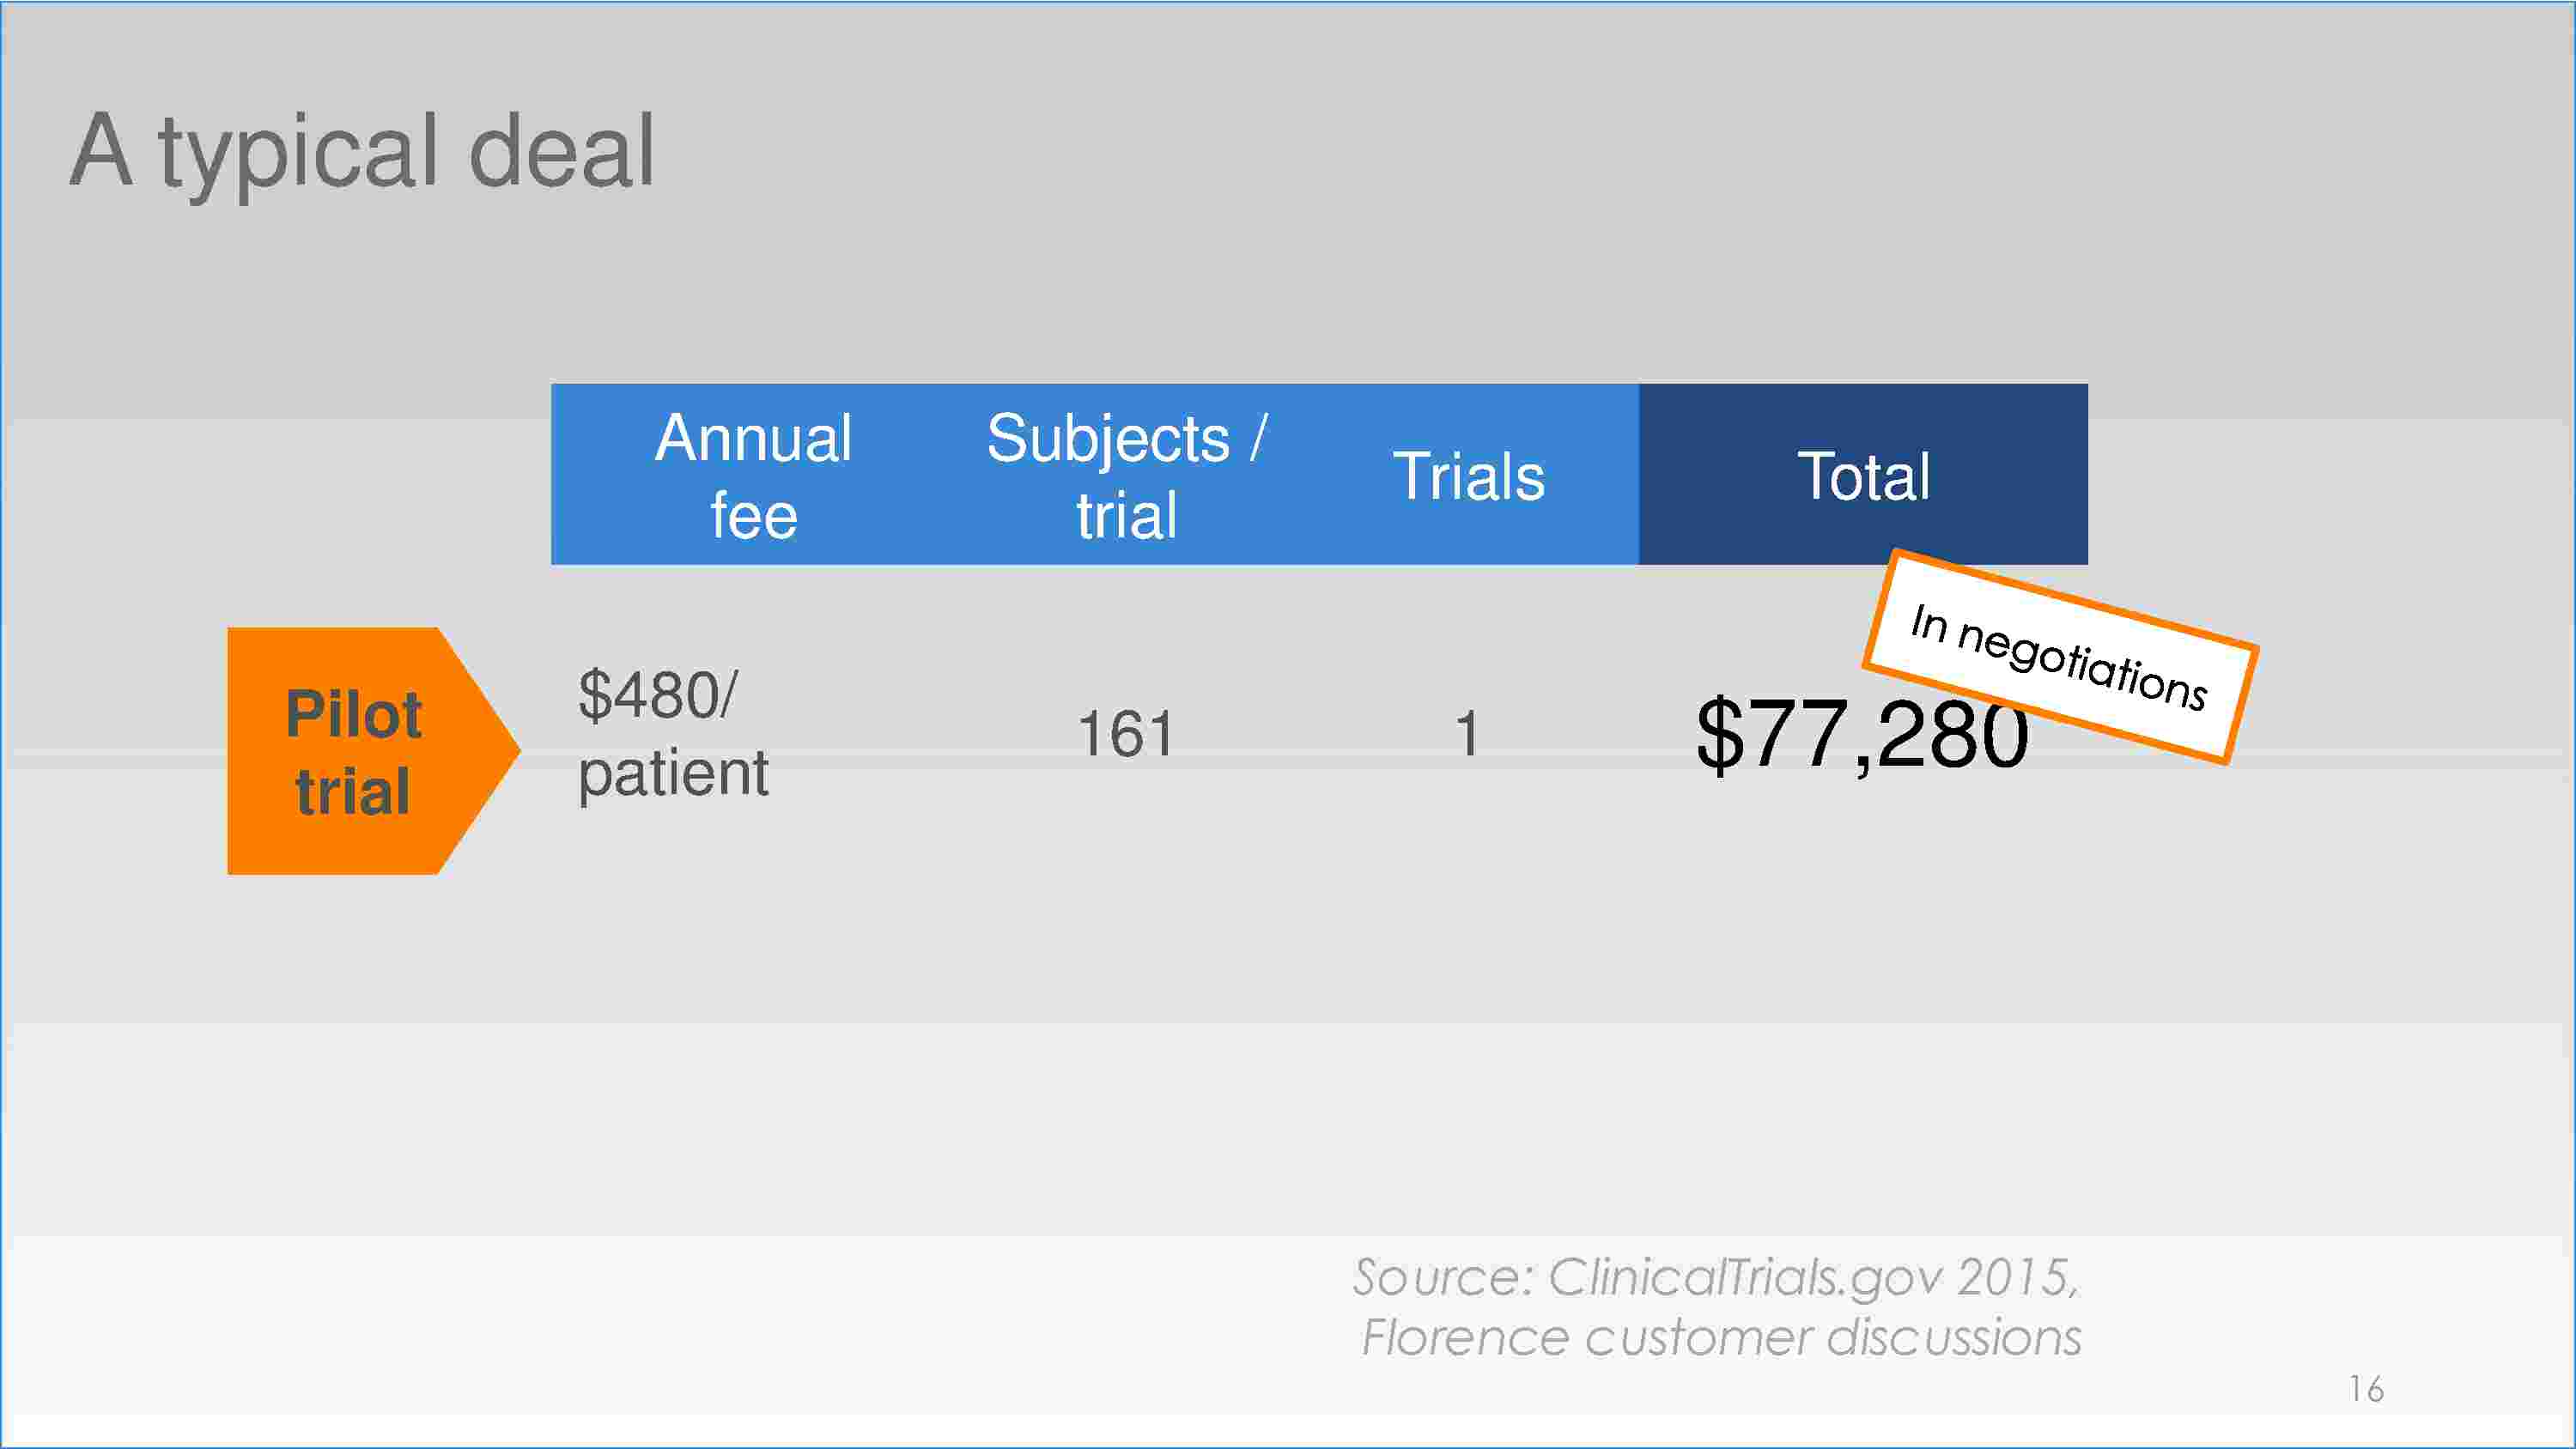 A typical deal
Annual
fee
Subjects /
trial
Trials
Total
In negotiations
Pilot
trial
$480/
patient
161
1
$77,280
Source: ClinicalTrials.gov 2015,
Florence customer discussions
16